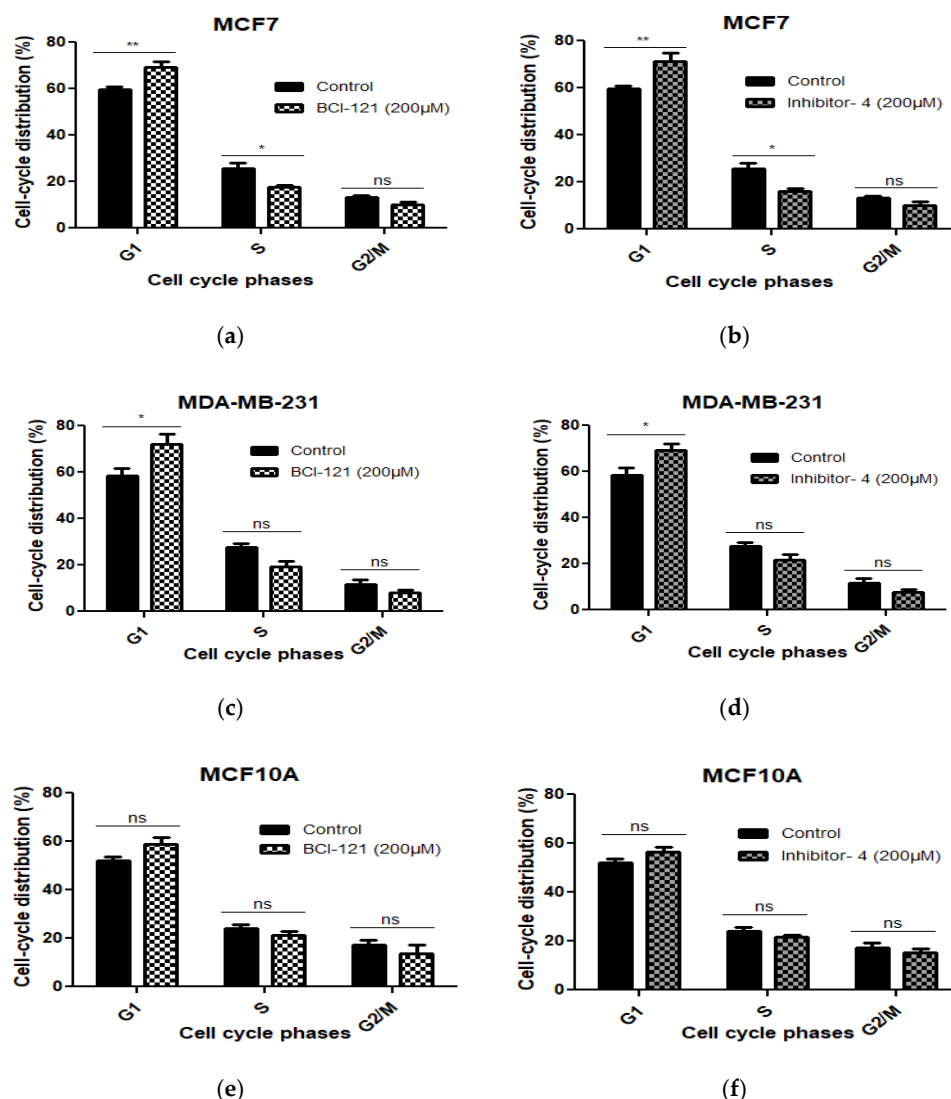 MCF7
Cell-cycle distribution (%)
80
60
40
20
0
**
*
ns
Control
BCI-121 (200µM)
G1
S
G2/M
Cell cycle phases
(a)
MCF7
Cell-cycle distribution (%)
80
60
40
20
0
**
*
ns
Control
Inhibitor- 4 (200µM)
G1
S
G2/M
Cell cycle phases
(b)
MDA-MB-231
Cell-cycle distribution (%)
80
60
40
20
0
*
ns
ns
Control
BCI-121 (200µM)
G1
S
G2/M
Cell cycle phases
(c)
MDA-MB-231
Cell-cycle distribution (%)
80
60
40
20
0
*
ns
ns
Control
Inhibitor- 4 (200µM)
G1
S
G2/M
Cell cycle phases
(d)
MCF10A
Cell-cycle distribution (%)
80
60
40
20
0
ns
ns
ns
Control
BCI-121 (200µM)
G1
S
G2/M
Cell cycle phases
(e)
MCF10A
Cell-cycle distribution (%)
80
60
40
20
0
ns
ns
ns
Control
Inhibitor- 4 (200µM)
G1
S
G2/M
Cell cycle phases
(f)